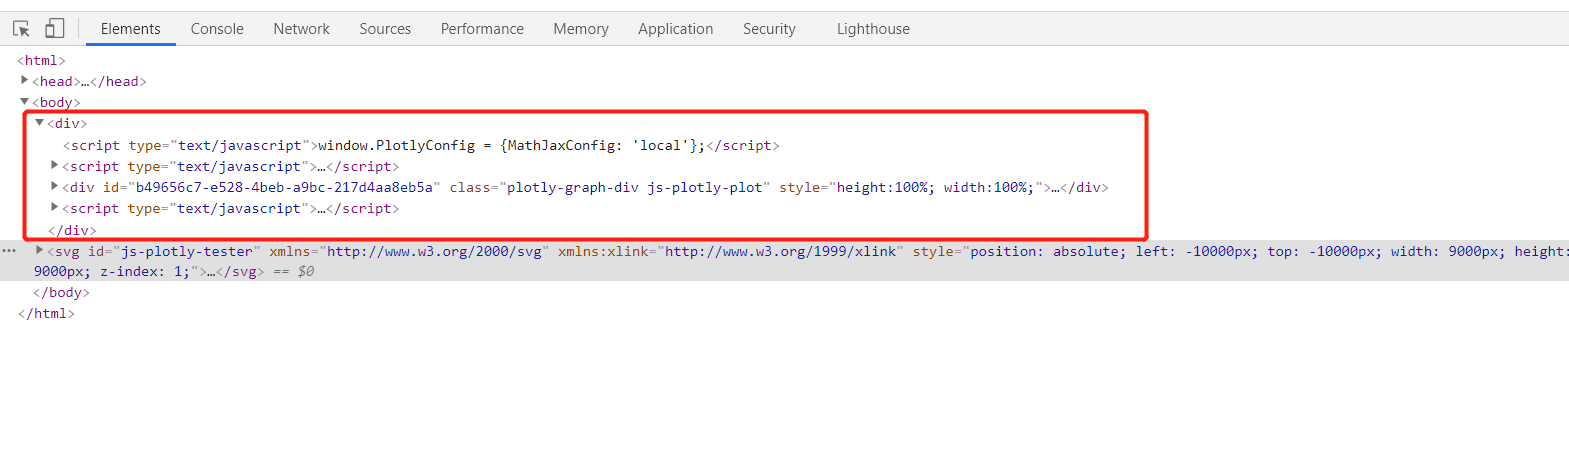 Elements Console Network Sources Performance Memory Application Security Lighthouse
<html>
<head>…</head>
<body>
<div>
<script type="text/javascript">window.PlotlyConfig = {MathJaxConfig: 'local'};</script>
<script type="text/javascript">…</script>
<div id="b49656c7-e528-4beb-a9bc-217d4aa8eb5a" class="plotly-graph-div js-plotly-plot" style="height:100%; width:100%;">…</div>
<script type="text/javascript">…</script>
</div>
… <svg id="js-plotly-tester" xmlns="http://www.w3.org/2000/svg" xmlns:xlink="http://www.w3.org/1999/xlink" style="position: absolute; left: -10000px; top: -10000px; width: 9000px; height:
9000px; z-index: 1;">…</svg> == $0
</body>
</html>